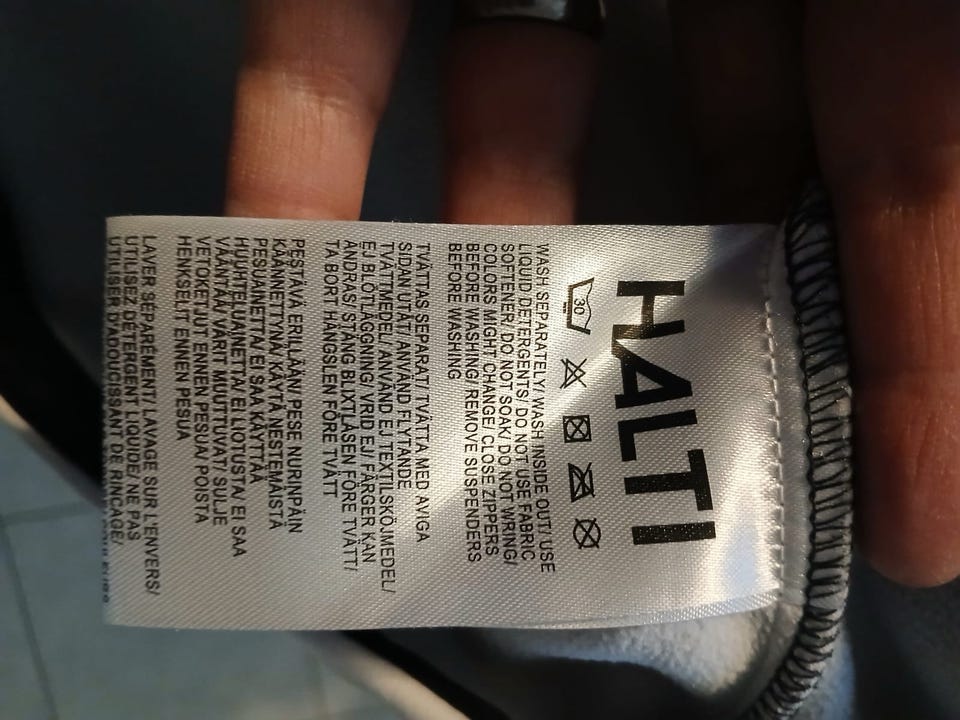 HALTI
30
WASH SEPARATELY/ WASH INSIDE OUT/ USE
LIQUID DETERGENTS/ DO NOT USE FABRIC
SOFTENER/ DO NOT SOAK/ DO NOT WRING/
COLORS MIGHT CHANGE/ CLOSE ZIPPERS
BEFORE WASHING/ REMOVE SUSPENDERS
BEFORE WASHING
TVÄTTAS SEPARAT/ TVÄTTA MED AVIGA
SIDAN UTÅT/ ANVÄND FLYTANDE
TVÄTTMEDEL/ ANVÄND EJ TEXTILSKÖLJMEDEL/
EJ BLÖTLÄGGNING/ VRID EJ/ FÄRGER KAN
ÄNDRAS/ STÄNG BLIXTLÅSEN FÖRE TVÄTT/
TA BORT HÄNGSLEN FÖRE TVÄTT
PESTÄVÄ ERILLÄÄN/ PESE NURINPÄIN
KÄÄNNETTYNÄ/ KÄYTÄ NESTEMÄISTÄ
PESUAINETTA/ EI SAA KÄYTTÄÄ
HUUHTELUAINETTA/ EI LIOTUSTA/ EI SAA
VÄÄNTÄÄ/ VÄRIT MUUTTUVAT/ SULJE
VETOKETJUT ENNEN PESUA/ POISTA
HENKSELIT ENNEN PESUA
LAVER SÉPARÉMENT/ LAVAGE SUR L'ENVERS/
UTILISEZ DÉTERGENT LIQUIDE/ NE PAS
UTILISER D'ADOUCISSANT DE RINÇAGE/